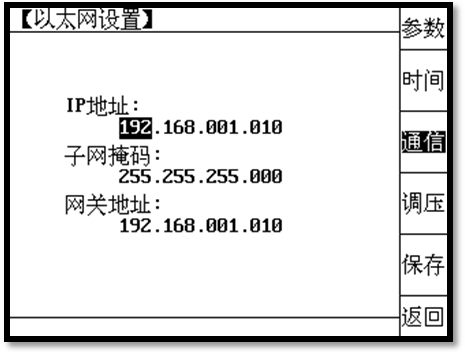 【以太网设置】
IP地址:
192.168.001.010
子网掩码:
255.255.255.000
网关地址:
192.168.001.010
参数
时间
通信
调压
保存
返回